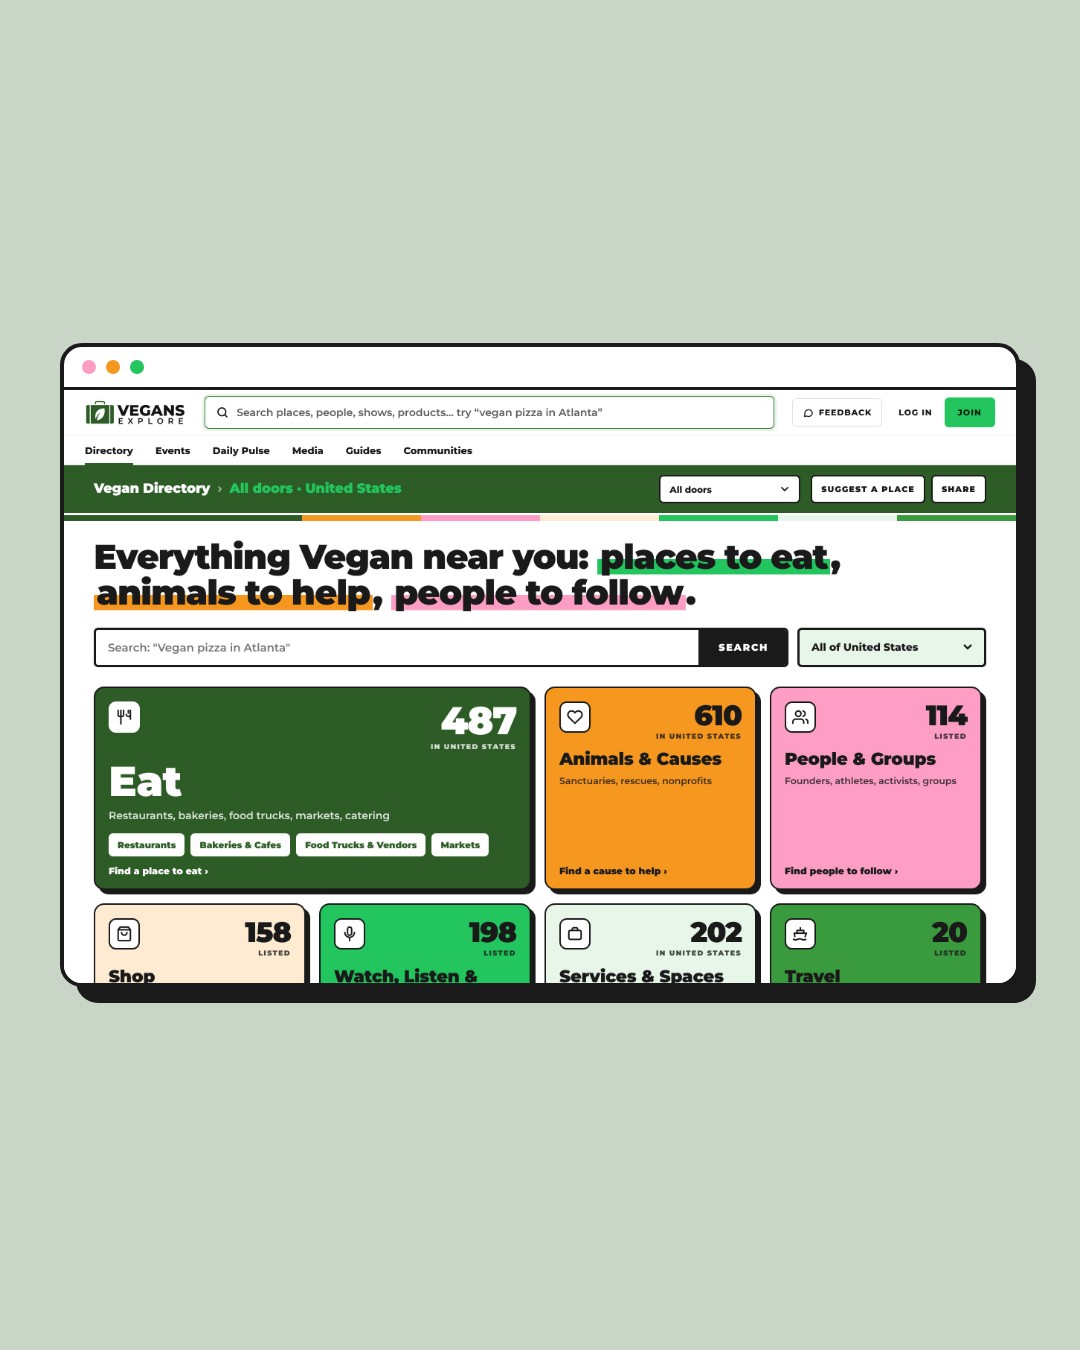 VEGANS
EXPLORE
Search places, people, shows, products... try “vegan pizza in Atlanta”
FEEDBACK
LOG IN
JOIN
Directory Events Daily Pulse Media Guides Communities
Vegan Directory › All doors · United States
All doors
SUGGEST A PLACE
SHARE
Everything Vegan near you: places to eat,
animals to help, people to follow.
Search: "Vegan pizza in Atlanta"
SEARCH
All of United States
487
IN UNITED STATES
Eat
Restaurants, bakeries, food trucks, markets, catering
Restaurants Bakeries & Cafes Food Trucks & Vendors Markets
Find a place to eat ›
610
IN UNITED STATES
Animals & Causes
Sanctuaries, rescues, nonprofits
Find a cause to help ›
114
LISTED
People & Groups
Founders, athletes, activists, groups
Find people to follow ›
158
LISTED
Shop
198
LISTED
Watch, Listen &
202
IN UNITED STATES
Services & Spaces
20
LISTED
Travel